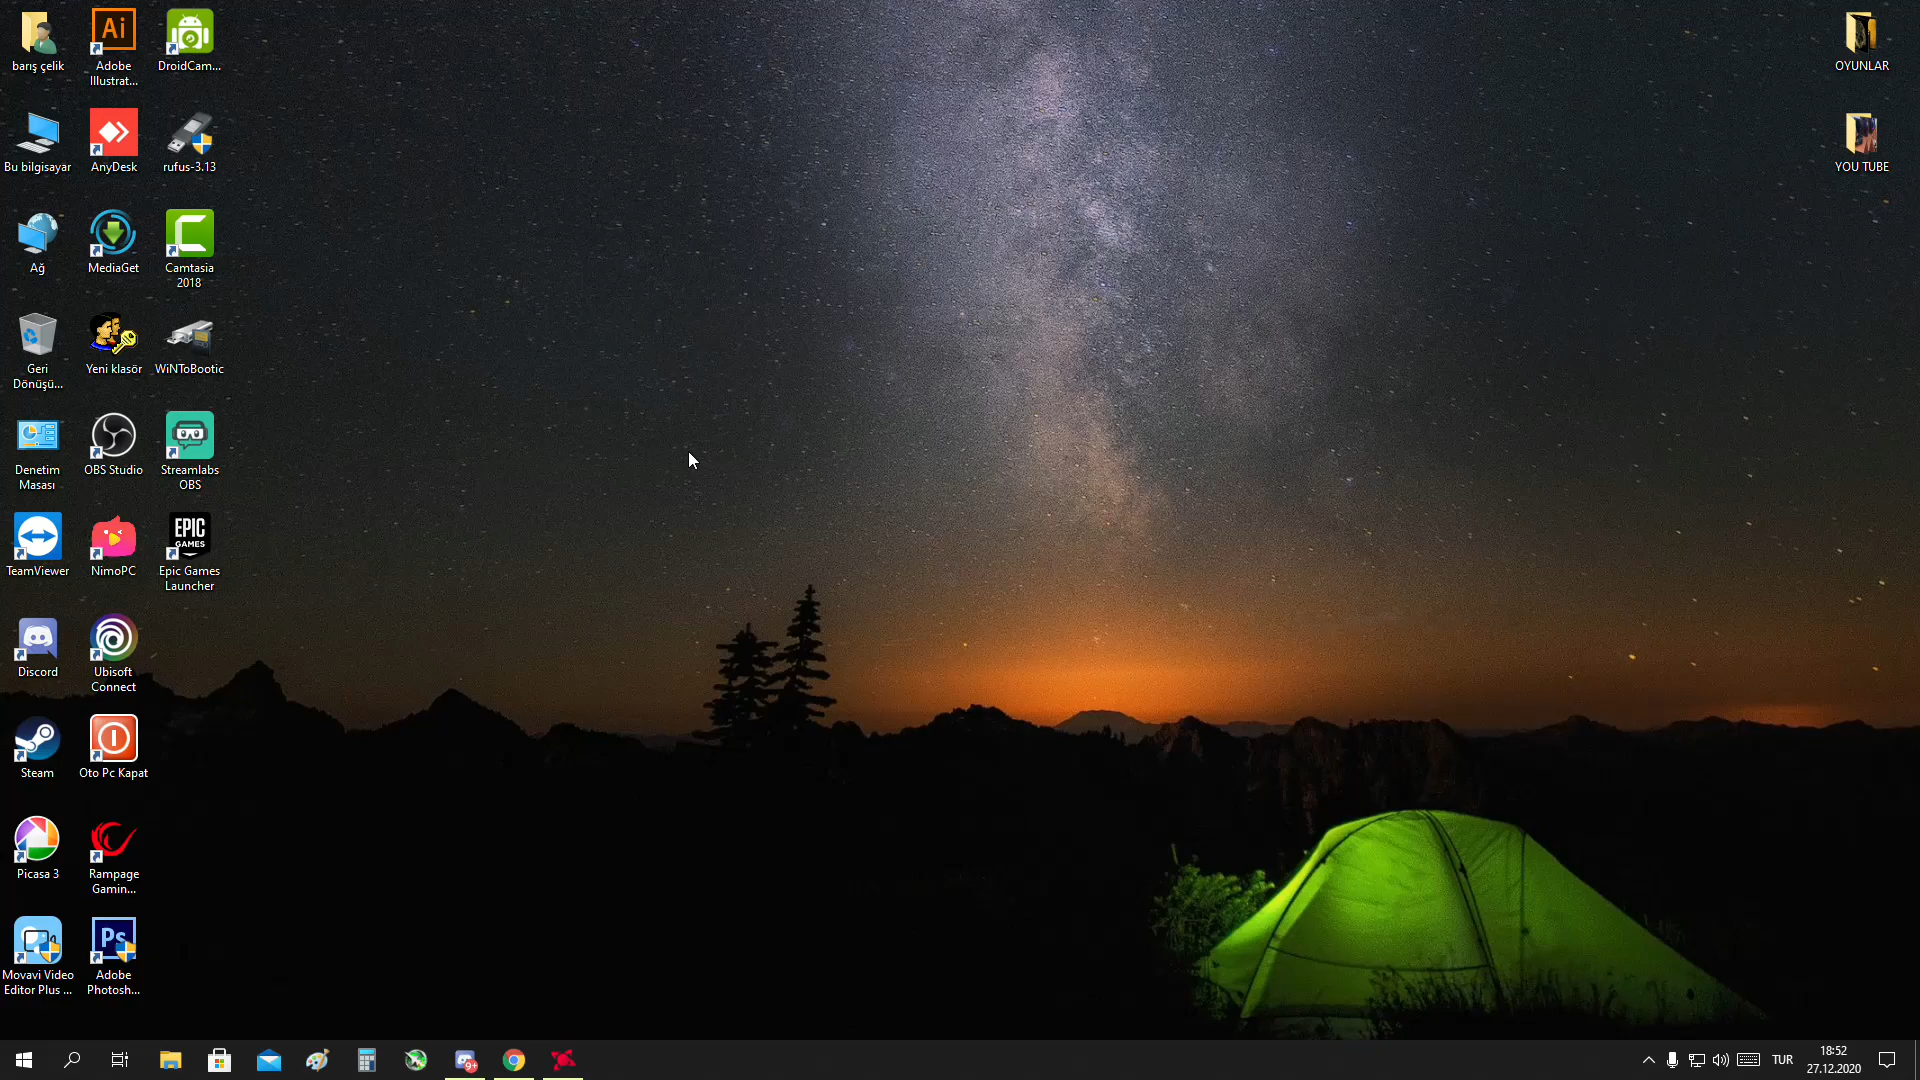 barış çelik
Adobe
Illustrat...
DroidCam...
OYUNLAR
Bu bilgisayar
AnyDesk
rufus-3.13
YOU TUBE
Ağ
MediaGet
Camtasia
2018
Geri
Dönüşü...
Yeni klasör
WiNToBootic
Denetim
Masası
OBS Studio
Streamlabs
OBS
TeamViewer
NimoPC
EPIC
GAMES
Epic Games
Launcher
Discord
Ubisoft
Connect
Steam
Oto Pc Kapat
Picasa 3
Rampage
Gamin...
Movavi Video
Editor Plus ...
Ps
Adobe
Photosh...
Ai
9+
TUR
18:52
27.12.2020